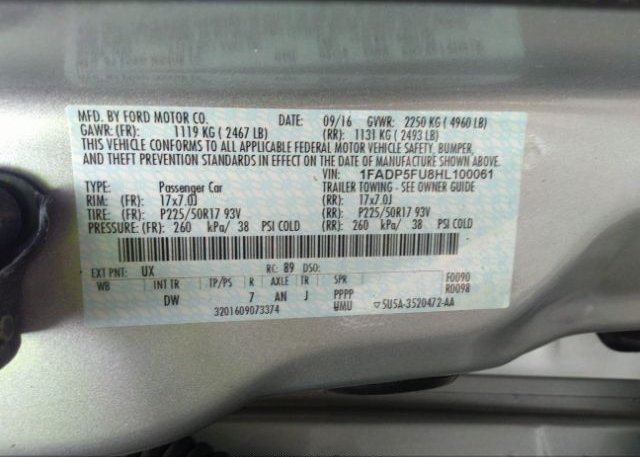 MFD. BY FORD MOTOR CO. DATE: 09/16 GVWR: 2250 KG ( 4960 LB)
GAWR: (FR): 1119 KG ( 2467 LB) (RR): 1131 KG ( 2493 LB)
THIS VEHICLE CONFORMS TO ALL APPLICABLE FEDERAL MOTOR VEHICLE SAFETY, BUMPER,
AND THEFT PREVENTION STANDARDS IN EFFECT ON THE DATE OF MANUFACTURE SHOWN ABOVE.
VIN: 1FADP5FU8HL100061
TYPE: Passenger Car TRAILER TOWING - SEE OWNER GUIDE
RIM: (FR): 17x7.0J (RR): 17x7.0J
TIRE: (FR): P225/50R17 93V (RR): P225/50R17 93V
PRESSURE: (FR): 260 kPa/ 38 PSI COLD (RR): 260 kPa/ 38 PSI COLD
EXT PNT: UX RC: 89 DSO: F0090
WB INT TR TP/PS R AXLE TR SPR R0098
DW 7 AN J PPPP
3201609073374 UMU 5U5A-3520472-AA